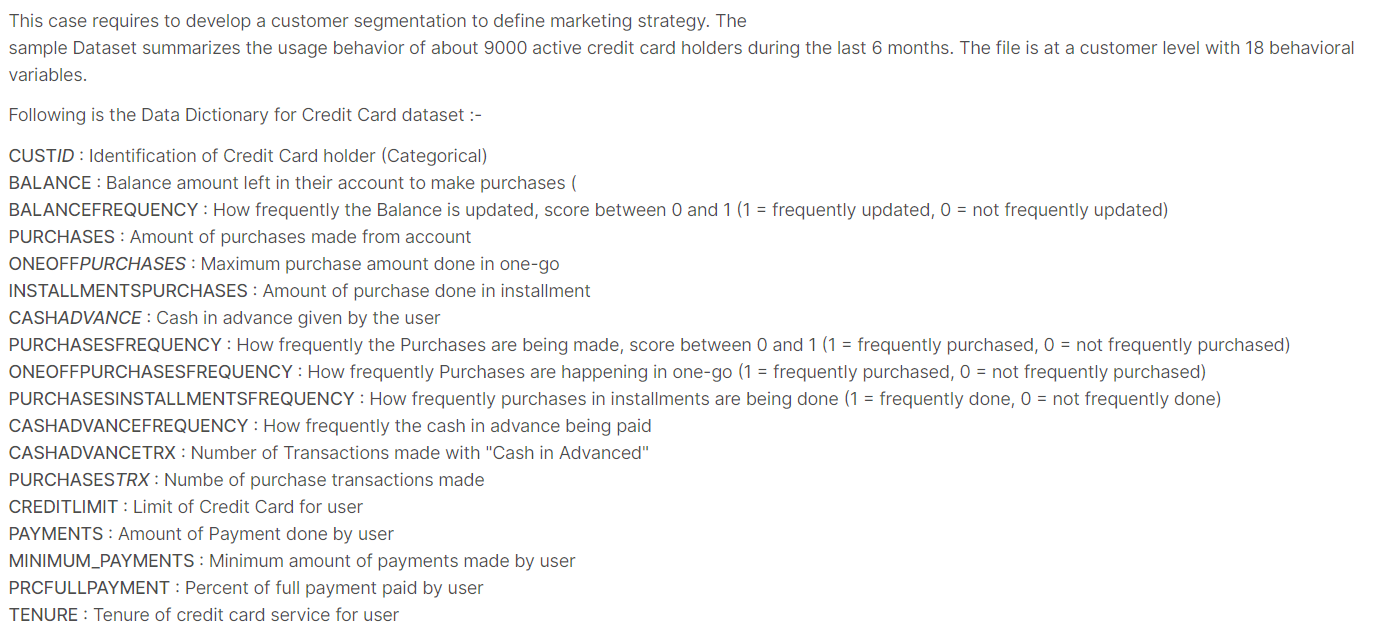 This case requires to develop a customer segmentation to define marketing strategy. The
sample Dataset summarizes the usage behavior of about 9000 active credit card holders during the last 6 months. The file is at a customer level with 18 behavioral
variables.
Following is the Data Dictionary for Credit Card dataset :-
CUSTID : Identification of Credit Card holder (Categorical)
BALANCE : Balance amount left in their account to make purchases (
BALANCEFREQUENCY : How frequently the Balance is updated, score between 0 and 1 (1 = frequently updated, 0 = not frequently updated)
PURCHASES : Amount of purchases made from account
ONEOFFPURCHASES : Maximum purchase amount done in one-go
INSTALLMENTSPURCHASES : Amount of purchase done in installment
CASHADVANCE : Cash in advance given by the user
PURCHASESFREQUENCY : How frequently the Purchases are being made, score between 0 and 1 (1 = frequently purchased, 0 = not frequently purchased)
ONEOFFPURCHASESFREQUENCY : How frequently Purchases are happening in one-go (1 = frequently purchased, 0 = not frequently purchased)
PURCHASESINSTALLMENTSFREQUENCY : How frequently purchases in installments are being done (1 = frequently done, 0 = not frequently done)
CASHADVANCEFREQUENCY : How frequently the cash in advance being paid
CASHADVANCETRX : Number of Transactions made with "Cash in Advanced"
PURCHASESTRX : Numbe of purchase transactions made
CREDITLIMIT : Limit of Credit Card for user
PAYMENTS : Amount of Payment done by user
MINIMUM_PAYMENTS : Minimum amount of payments made by user
PRCFULLPAYMENT : Percent of full payment paid by user
TENURE : Tenure of credit card service for user